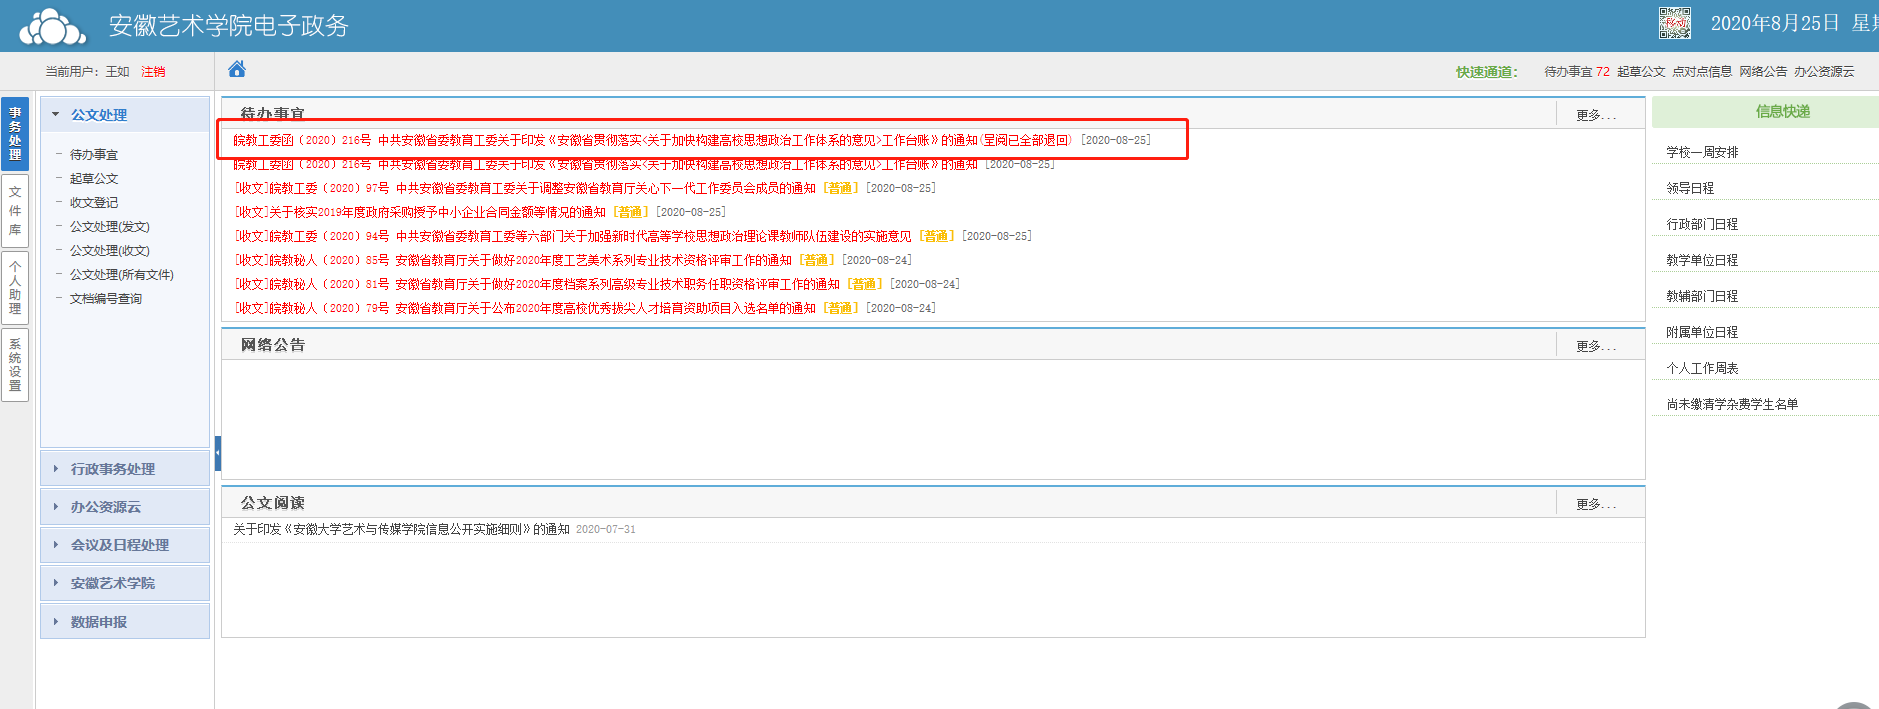 安徽艺术学院电子政务
2020年8月25日 星期
当前用户：王如 注销
快速通道： 待办事宜 72 起草公文 点对点信息 网络公告 办公资源云
事务处理
文件库
个人助理
系统设置
公文处理
待办事宜
起草公文
收文登记
公文处理(发文)
公文处理(收文)
公文处理(所有文件)
文档编号查询
行政事务处理
办公资源云
会议及日程处理
安徽艺术学院
数据申报
待办事宜 更多...
皖教工委函（2020）216号 中共安徽省委教育工委关于印发《安徽省贯彻落实<关于加快构建高校思想政治工作体系的意见>工作台账》的通知(呈阅已全部退回) [2020-08-25]
皖教工委函（2020）216号 中共安徽省委教育工委关于印发《安徽省贯彻落实<关于加快构建高校思想政治工作体系的意见>工作台账》的通知 [2020-08-25]
[收文]皖教工委（2020）97号 中共安徽省委教育工委关于调整安徽省教育厅关心下一代工作委员会成员的通知 [普通] [2020-08-25]
[收文]关于核实2019年度政府采购授予中小企业合同金额等情况的通知 [普通] [2020-08-25]
[收文]皖教工委（2020）94号 中共安徽省委教育工委等六部门关于加强新时代高等学校思想政治理论课教师队伍建设的实施意见 [普通] [2020-08-25]
[收文]皖教秘人（2020）85号 安徽省教育厅关于做好2020年度工艺美术系列专业技术资格评审工作的通知 [普通] [2020-08-24]
[收文]皖教秘人（2020）81号 安徽省教育厅关于做好2020年度档案系列高级专业技术职务任职资格评审工作的通知 [普通] [2020-08-24]
[收文]皖教秘人（2020）79号 安徽省教育厅关于公布2020年度高校优秀拔尖人才培育资助项目入选名单的通知 [普通] [2020-08-24]
网络公告 更多...
公文阅读 更多...
关于印发《安徽大学艺术与传媒学院信息公开实施细则》的通知 2020-07-31
信息快递
学校一周安排
领导日程
行政部门日程
教学单位日程
教辅部门日程
附属单位日程
个人工作周表
尚未缴清学杂费学生名单